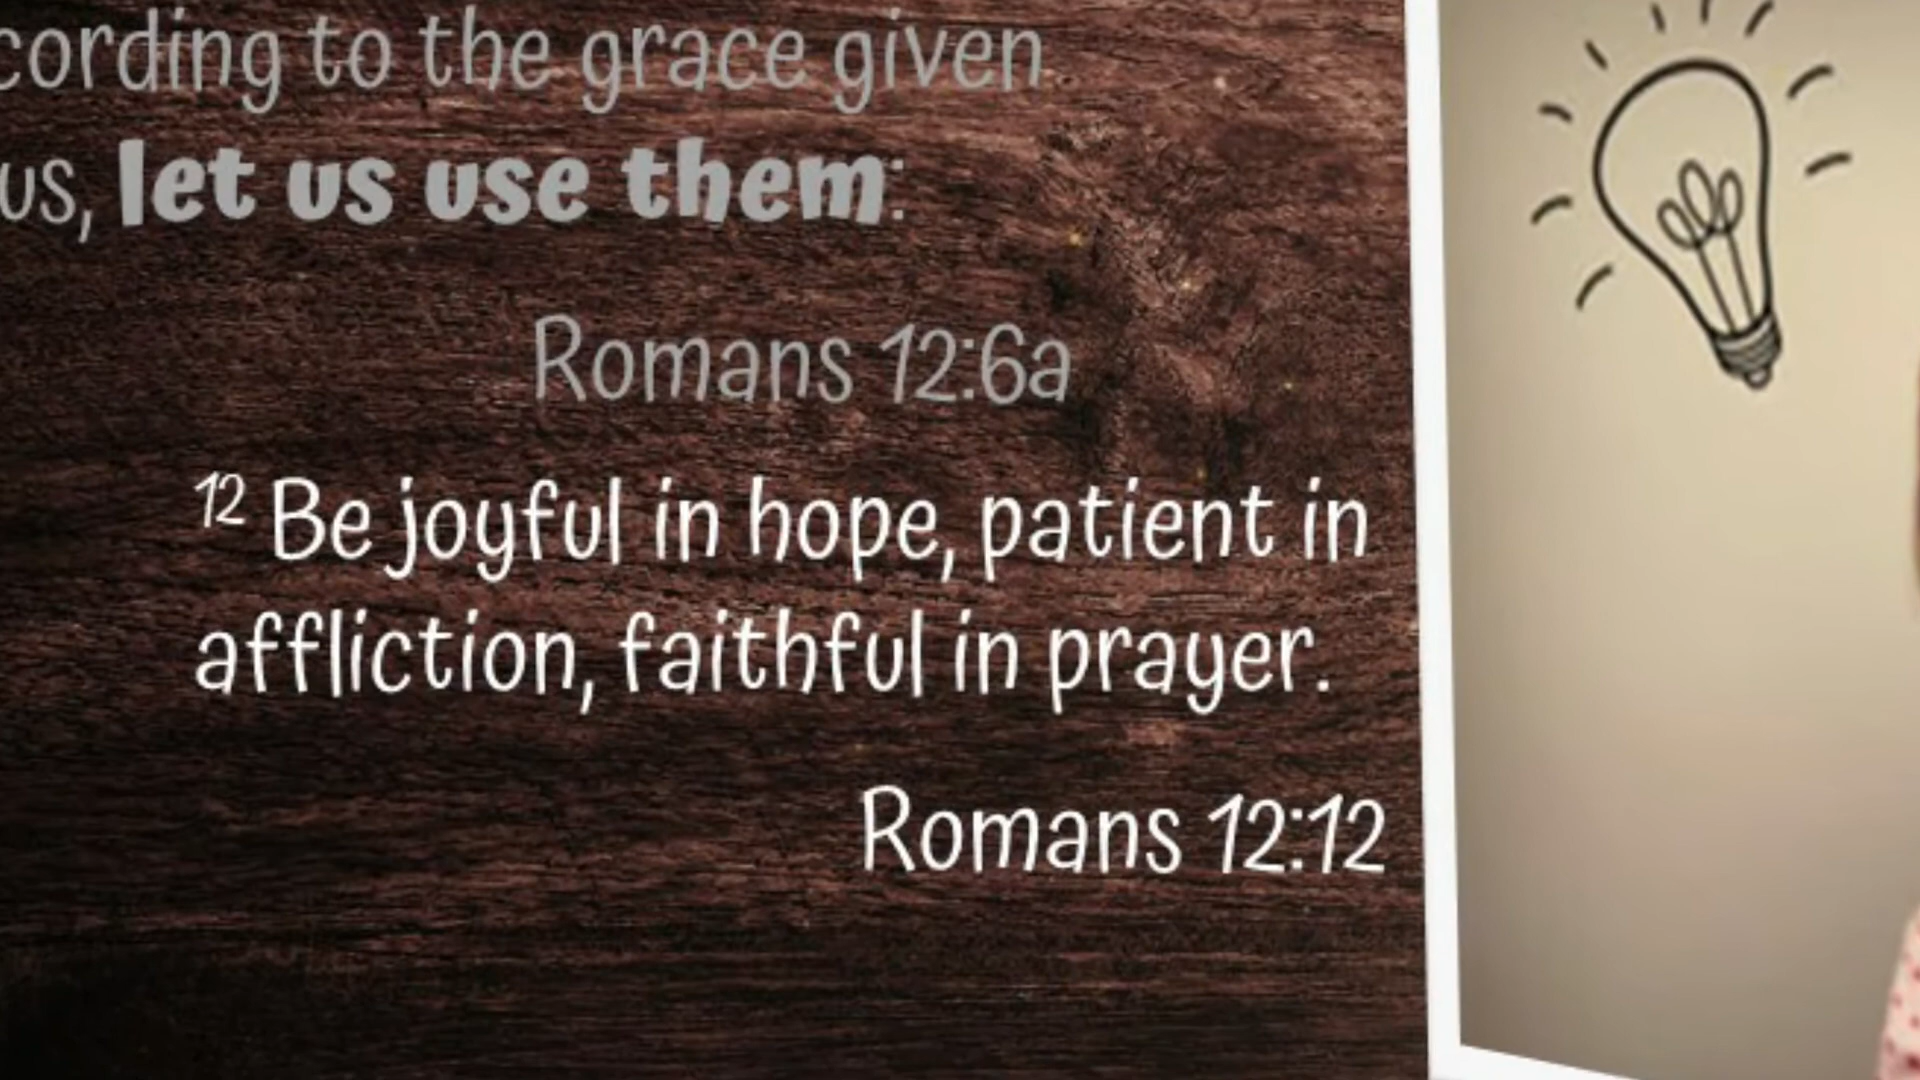 cording to the grace given
us, let us use them:
Romans 12:6a
12 Be joyful in hope, patient in
affliction, faithful in prayer.
Romans 12:12